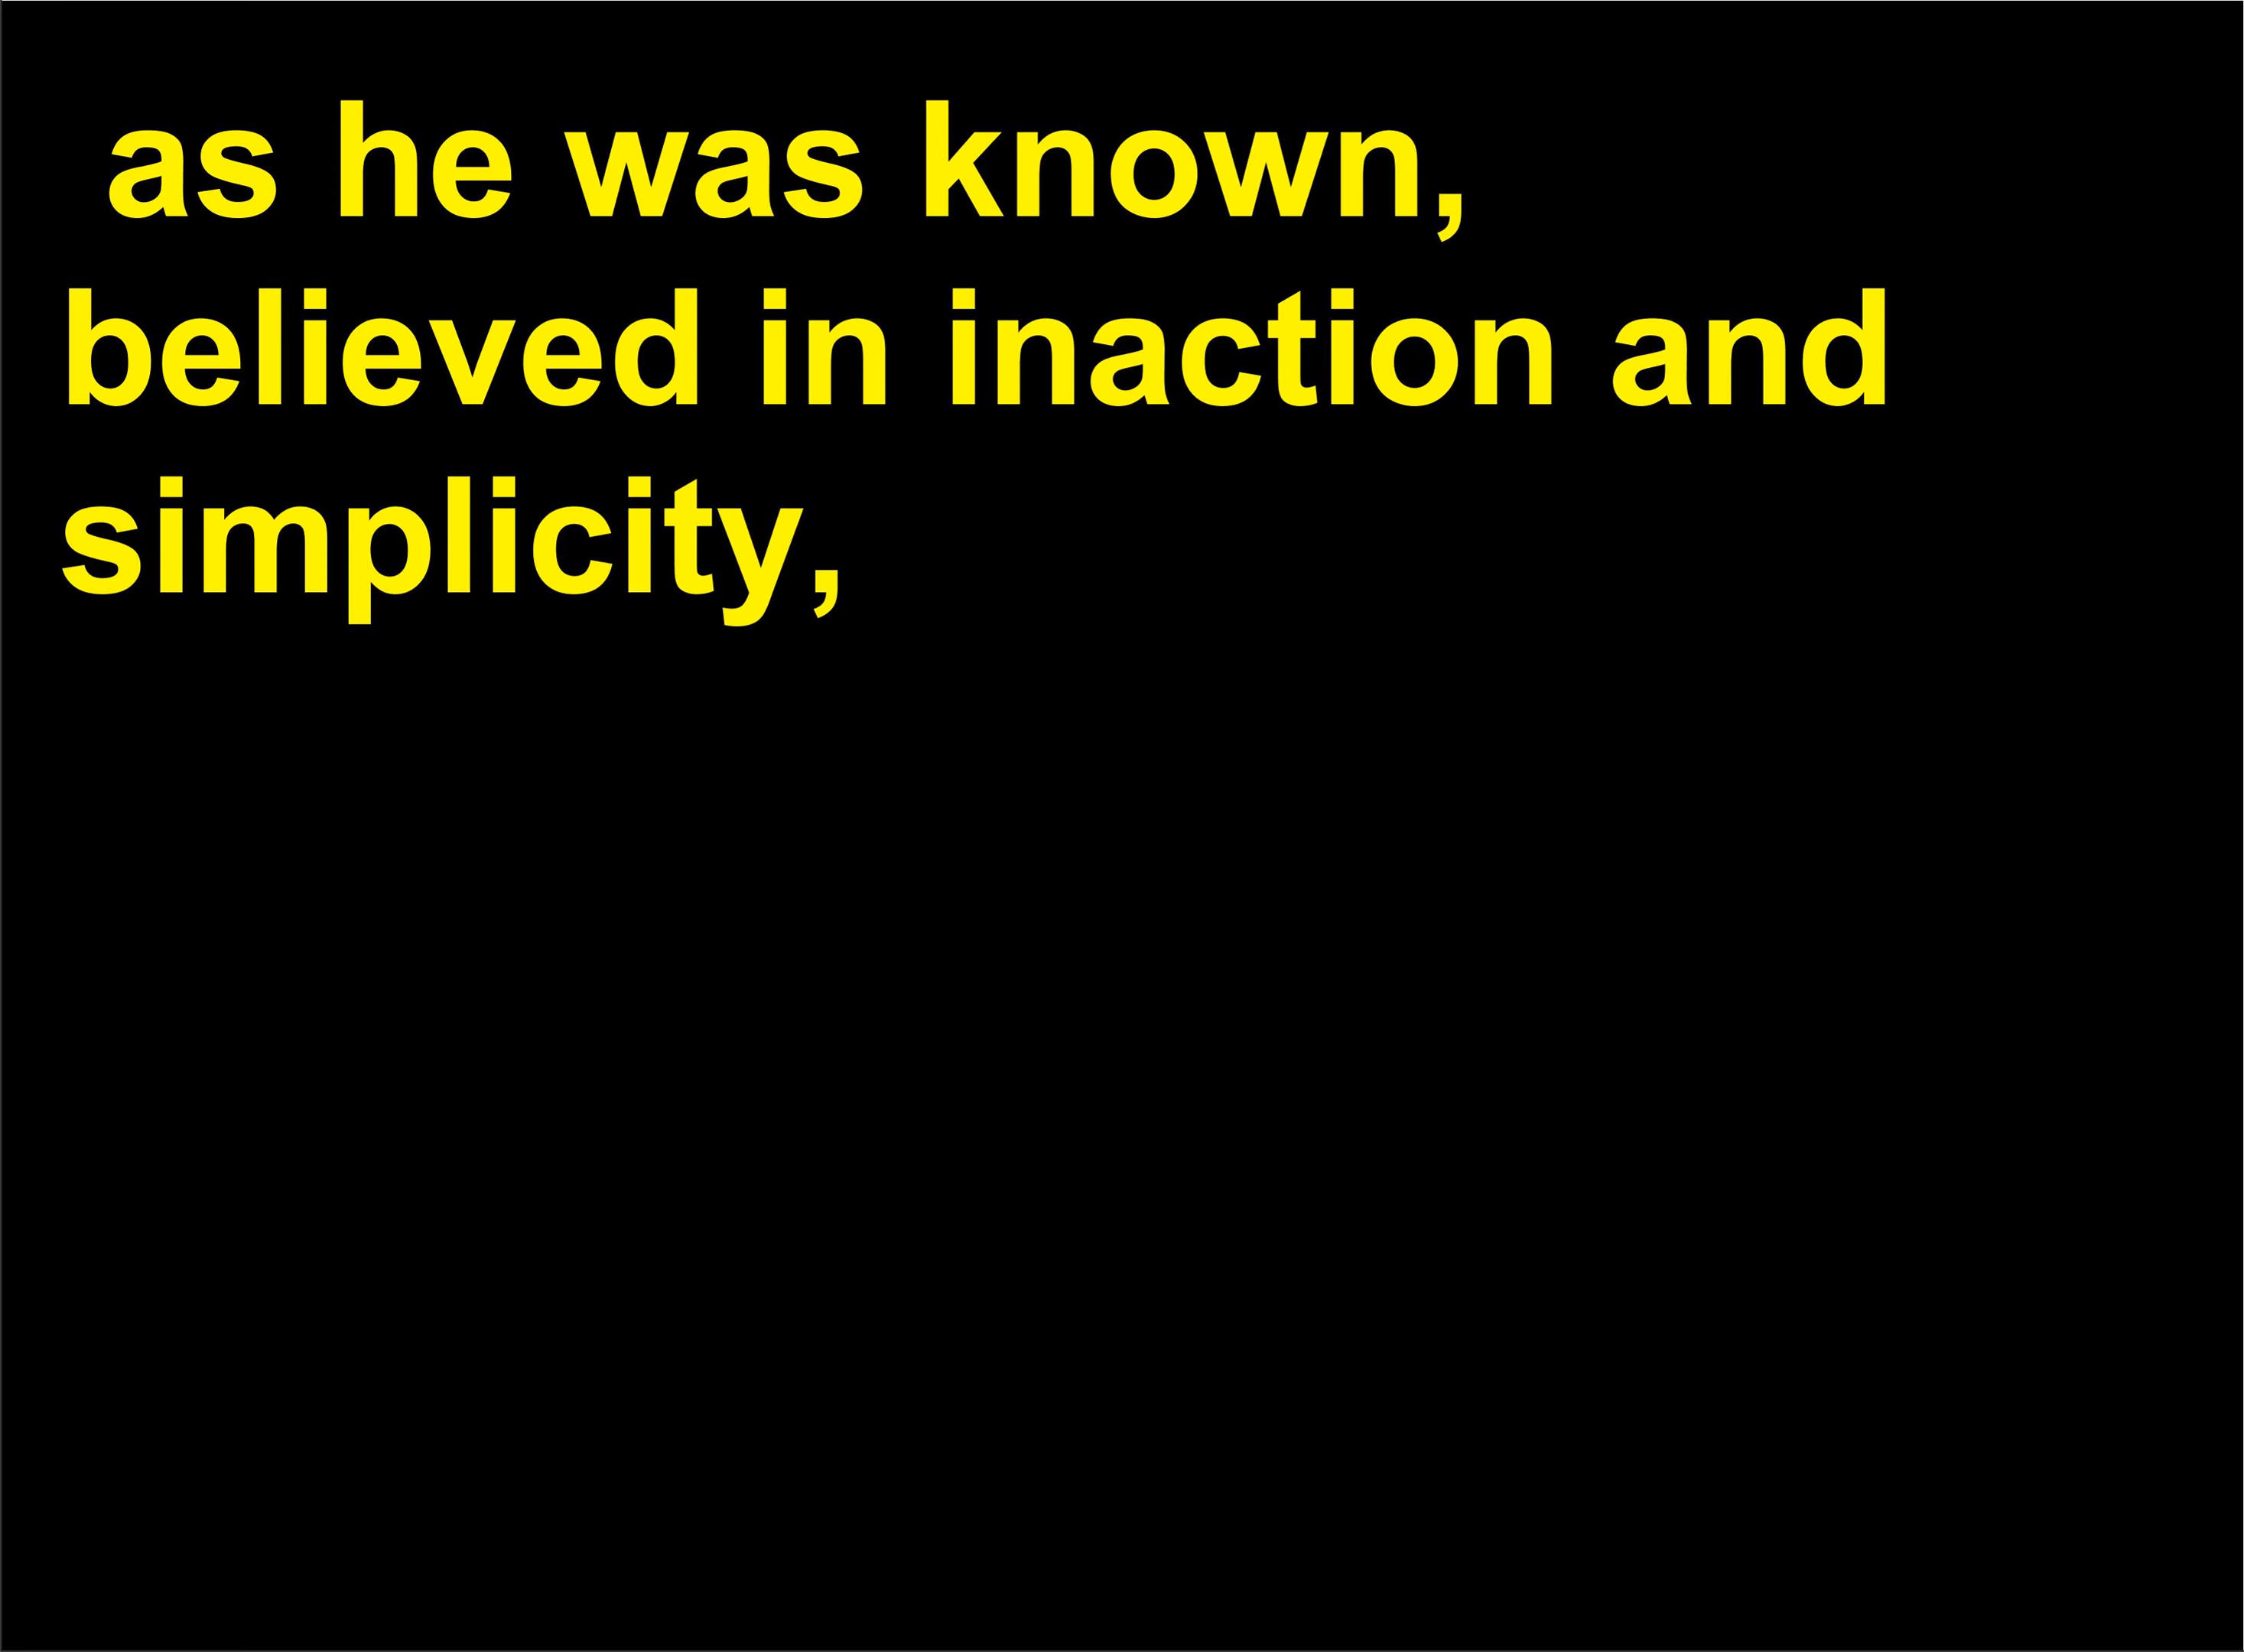 as he was known,
believed in inaction and
simplicity,